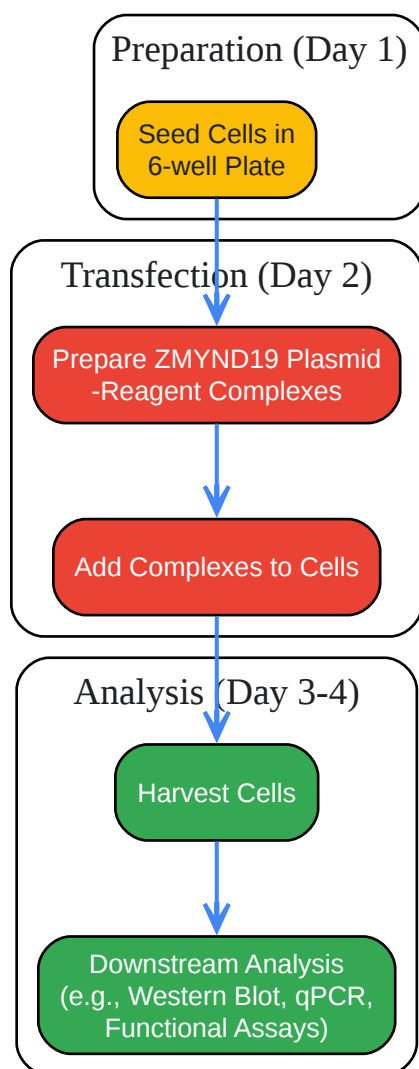 Preparation (Day 1)
Seed Cells in
6-well Plate
Transfection (Day 2)
Prepare ZMYND19 Plasmid
-Reagent Complexes
Add Complexes to Cells
Analysis (Day 3-4)
Harvest Cells
Downstream Analysis
(e.g., Western Blot, qPCR,
Functional Assays)